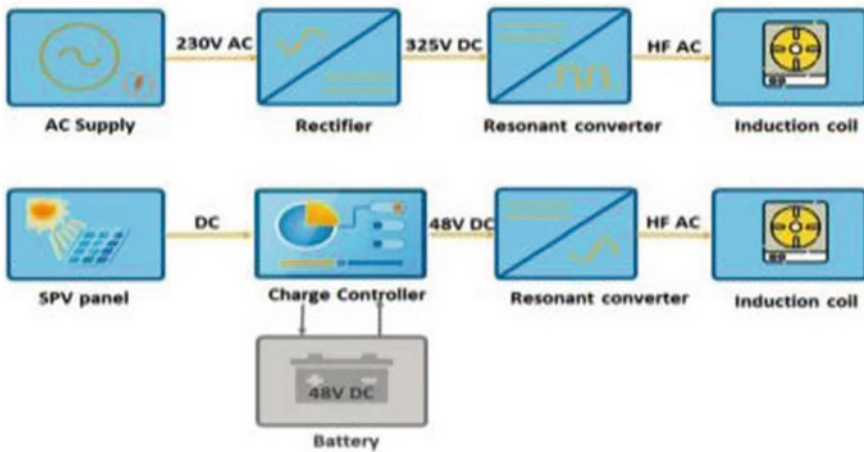 230V AC
325V DC
HF AC
AC Supply
Rectifier
Resonant converter
Induction coil
DC
48V DC
HF AC
SPV panel
Charge Controller
Resonant converter
Induction coil
48V DC
Battery